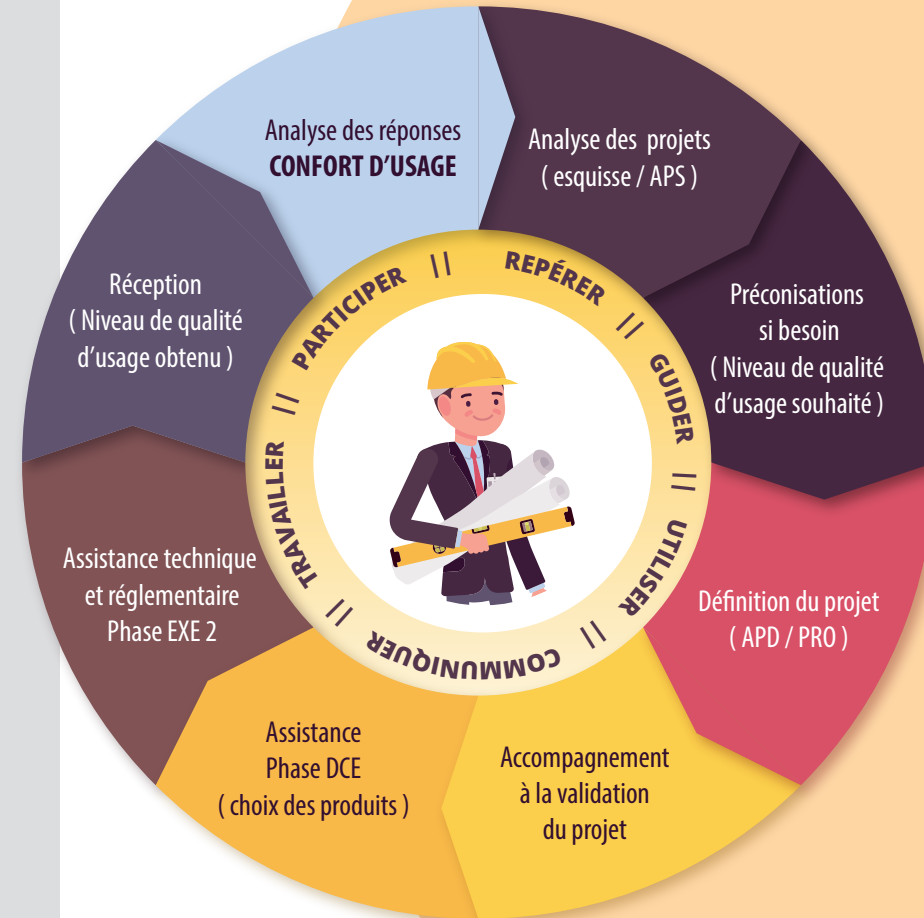 Analyse des réponses
CONFORT D'USAGE
Analyse des projets
( esquisse / APS )
Préconisations
si besoin
( Niveau de qualité
d'usage souhaité )
Définition du projet
( APD / PRO )
Accompagnement
à la validation
du projet
Assistance
Phase DCE
( choix des produits )
Assistance technique
et réglementaire
Phase EXE 2
Réception
( Niveau de qualité
d'usage obtenu )
REPÉRER || GUIDER || UTILISER || COMMUNIQUER || TRAVAILLER || PARTICIPER ||